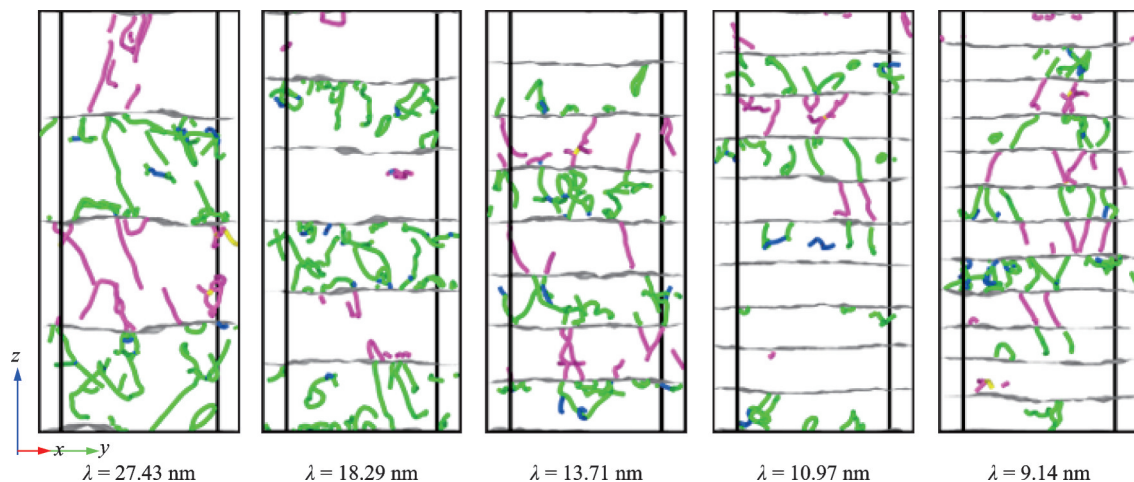 z
x
y
λ = 27.43 nm
λ = 18.29 nm
λ = 13.71 nm
λ = 10.97 nm
λ = 9.14 nm